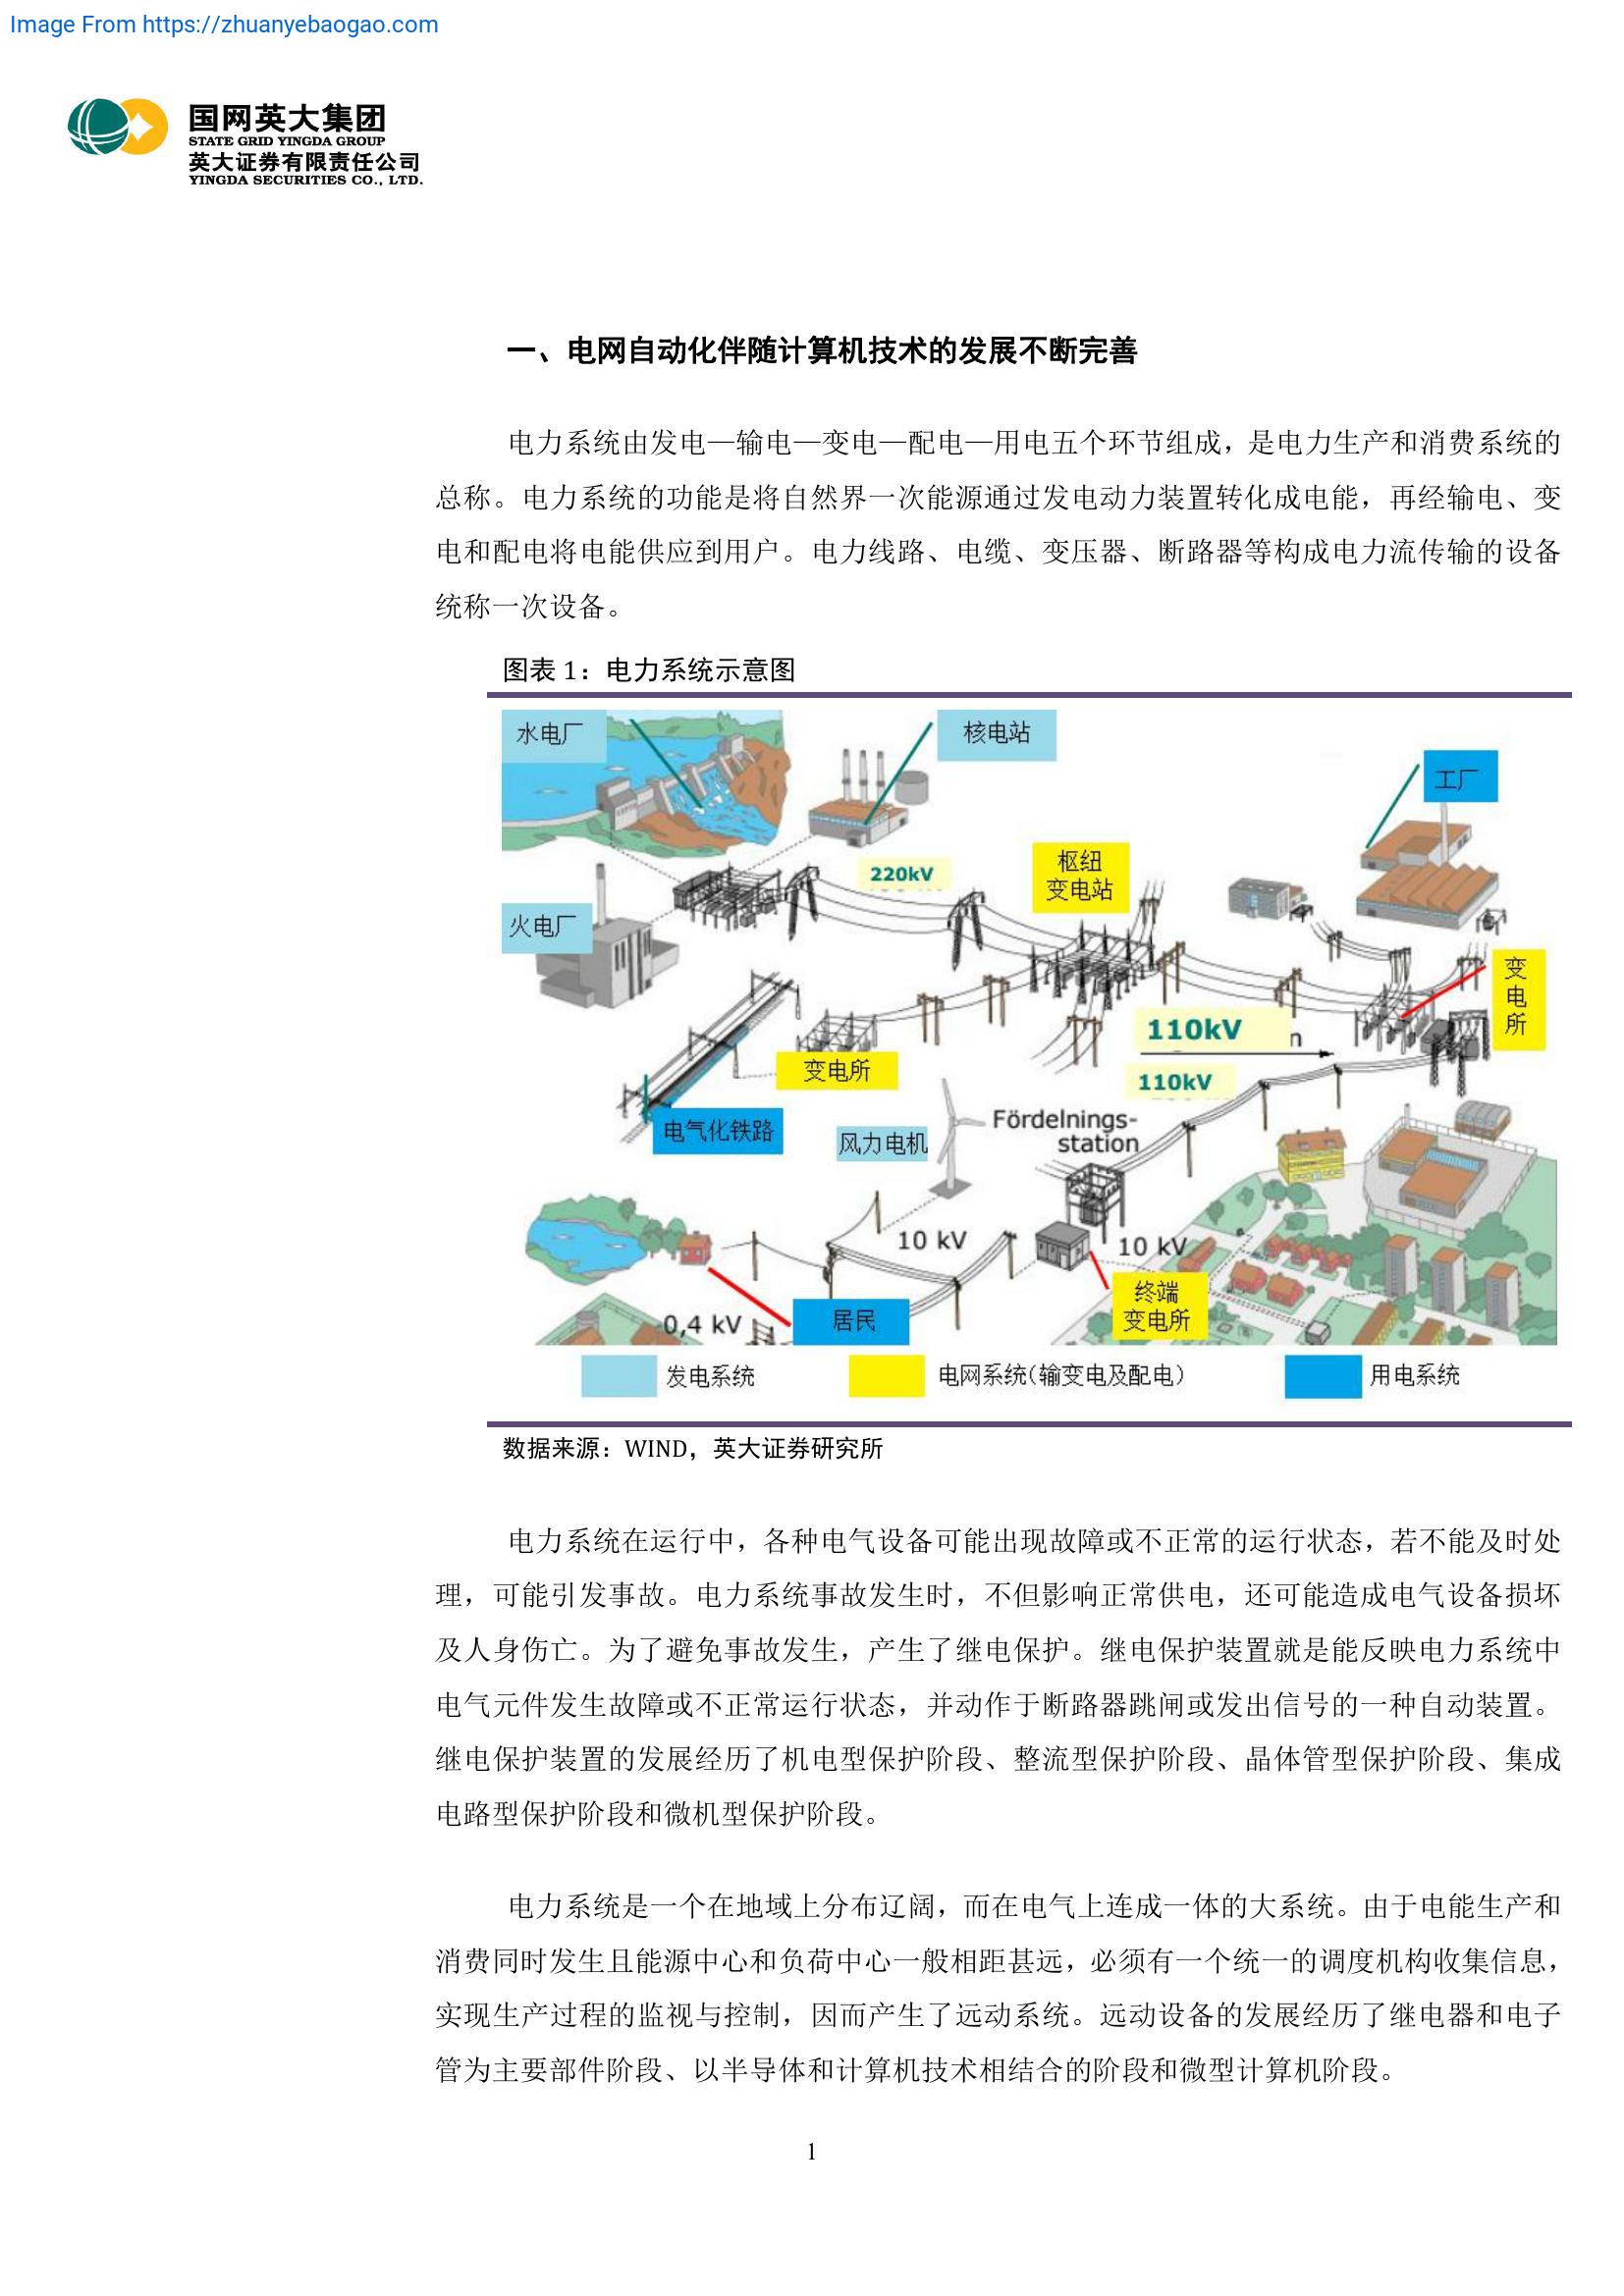 Image From https://zhuanyebaogao.com
国网英大集团
STATE GRID YINGDA GROUP
英大证券有限责任公司
YINGDA SECURITIES CO., LTD.
一、电网自动化伴随计算机技术的发展不断完善
电力系统由发电—输电—变电—配电—用电五个环节组成，是电力生产和消费系统的
总称。电力系统的功能是将自然界一次能源通过发电动力装置转化成电能，再经输电、变
电和配电将电能供应到用户。电力线路、电缆、变压器、断路器等构成电力流传输的设备
统称一次设备。
图表 1：电力系统示意图
水电厂
核电站
工厂
220kV
枢纽
变电站
火电厂
变
电
所
110kV
n
变电所
110kV
电气化铁路
风力电机
Fördelnings-
station
10 kV
10 kV
终端
变电所
居民
0,4 kV
发电系统
电网系统（输变电及配电）
用电系统
数据来源：WIND，英大证券研究所
电力系统在运行中，各种电气设备可能出现故障或不正常的运行状态，若不能及时处
理，可能引发事故。电力系统事故发生时，不但影响正常供电，还可能造成电气设备损坏
及人身伤亡。为了避免事故发生，产生了继电保护。继电保护装置就是能反映电力系统中
电气元件发生故障或不正常运行状态，并动作于断路器跳闸或发出信号的一种自动装置。
继电保护装置的发展经历了机电型保护阶段、整流型保护阶段、晶体管型保护阶段、集成
电路型保护阶段和微机型保护阶段。
电力系统是一个在地域上分布辽阔，而在电气上连成一体的大系统。由于电能生产和
消费同时发生且能源中心和负荷中心一般相距甚远，必须有一个统一的调度机构收集信息，
实现生产过程的监视与控制，因而产生了远动系统。远动设备的发展经历了继电器和电子
管为主要部件阶段、以半导体和计算机技术相结合的阶段和微型计算机阶段。
1